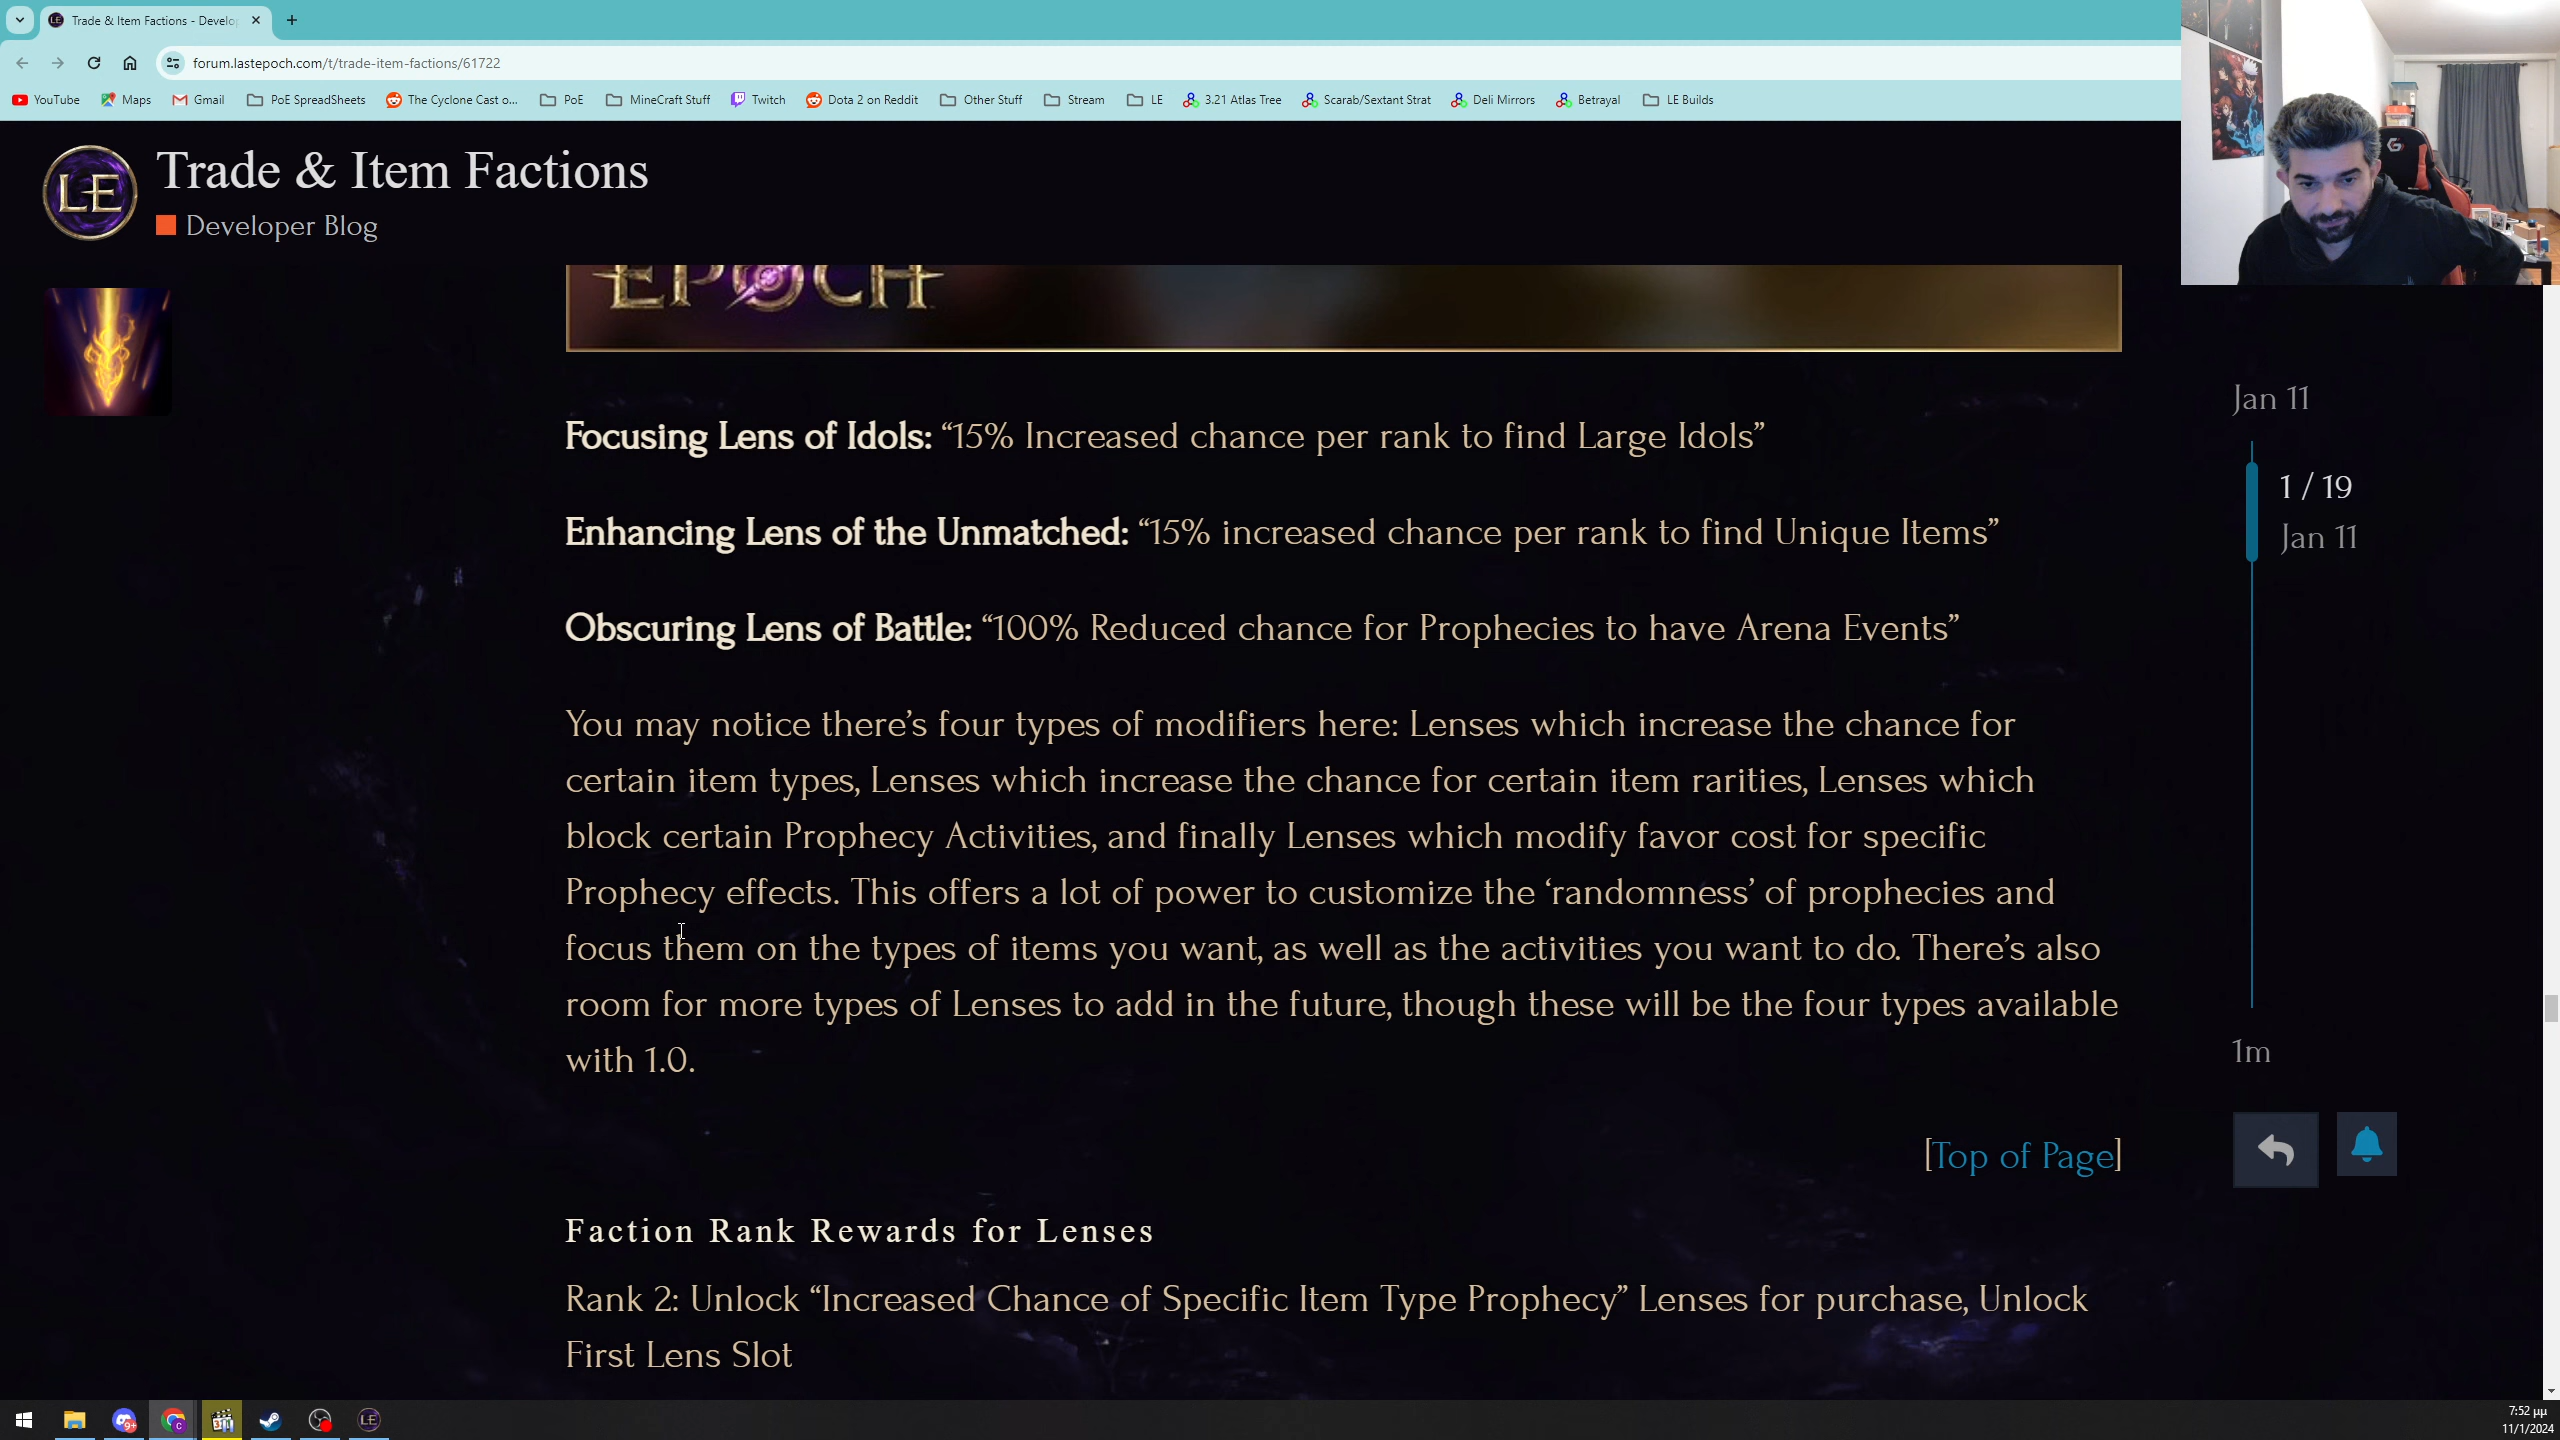 Trade & Item Factions - Develo
forum.lastepoch.com/t/trade-item-factions/61722
YouTube
Maps
Gmail
PoE SpreadSheets
The Cyclone Cast o...
PoE
MineCraft Stuff
Twitch
Dota 2 on Reddit
Other Stuff
Stream
LE
3.21 Atlas Tree
Scarab/Sextant Strat
Deli Mirrors
Betrayal
LE Builds
LE
Trade & Item Factions
Developer Blog
EPOCH
Focusing Lens of Idols: “15% Increased chance per rank to find Large Idols”
Enhancing Lens of the Unmatched: “15% increased chance per rank to find Unique Items”
Obscuring Lens of Battle: “100% Reduced chance for Prophecies to have Arena Events”
You may notice there’s four types of modifiers here: Lenses which increase the chance for
certain item types, Lenses which increase the chance for certain item rarities, Lenses which
block certain Prophecy Activities, and finally Lenses which modify favor cost for specific
Prophecy effects. This offers a lot of power to customize the ‘randomness’ of prophecies and
focus them on the types of items you want, as well as the activities you want to do. There’s also
room for more types of Lenses to add in the future, though these will be the four types available
with 1.0.
[Top of Page]
Faction Rank Rewards for Lenses
Rank 2: Unlock “Increased Chance of Specific Item Type Prophecy” Lenses for purchase, Unlock
First Lens Slot
Jan 11
1 / 19
Jan 11
1m
9+
LE
7:52 μμ
11/1/2024